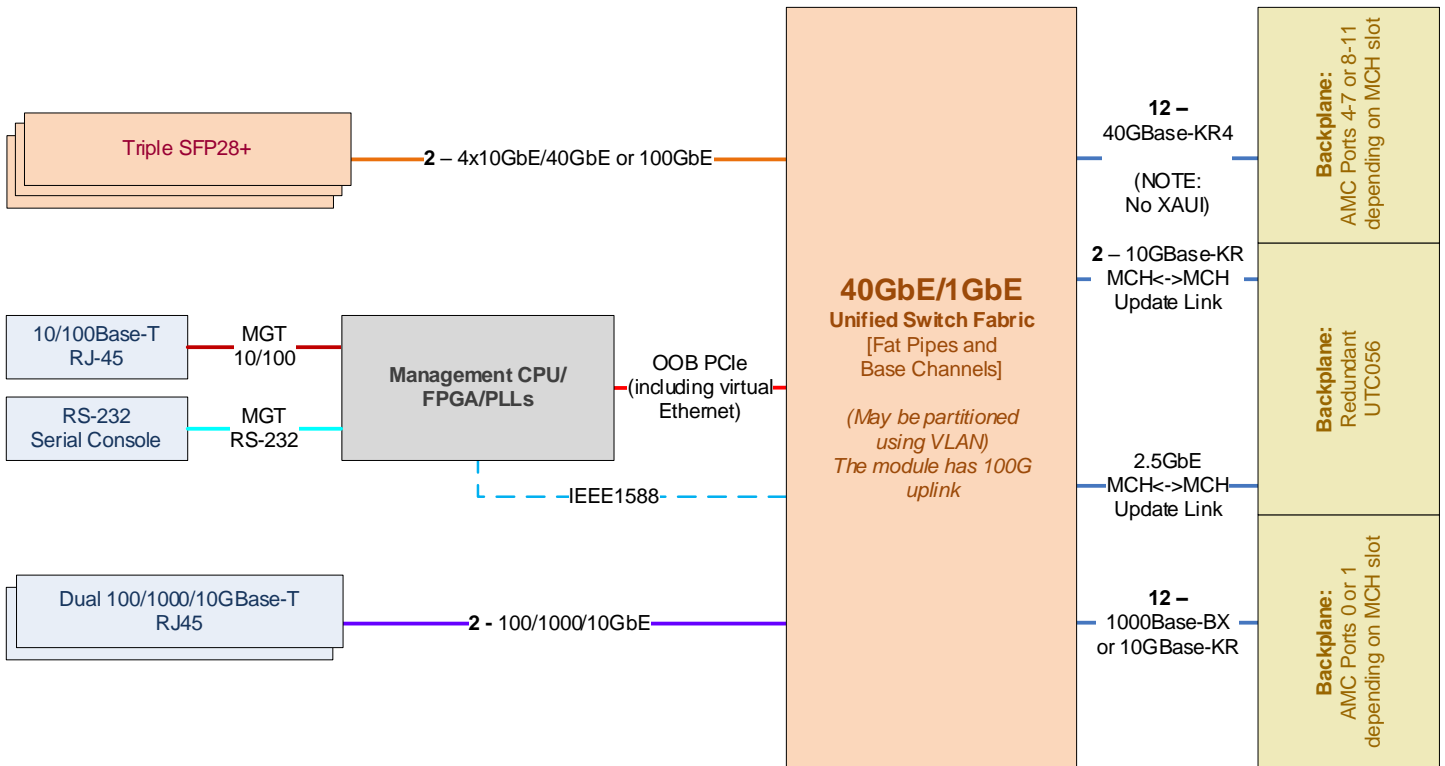 Triple SFP28+
2 – 4x10GbE/40GbE or 100GbE
10/100Base-T
RJ-45
MGT
10/100
RS-232
Serial Console
MGT
RS-232
Management CPU/
FPGA/PLLs
OOB PCIe
(including virtual
Ethernet)
IEEE1588
Dual 100/1000/10GBase-T
RJ45
2 - 100/1000/10GbE
40GbE/1GbE
Unified Switch Fabric
[Fat Pipes and
Base Channels]
(May be partitioned
using VLAN)
The module has 100G
uplink
12 –
40GBase-KR4
(NOTE:
No XAUI)
2 – 10GBase-KR
MCH<->MCH
Update Link
2.5GbE
MCH<->MCH
Update Link
12 –
1000Base-BX
or 10GBase-KR
Backplane:
AMC Ports 4-7 or 8-11
depending on MCH slot
Backplane:
Redundant
UTC056
Backplane:
AMC Ports 0 or 1
depending on MCH slot